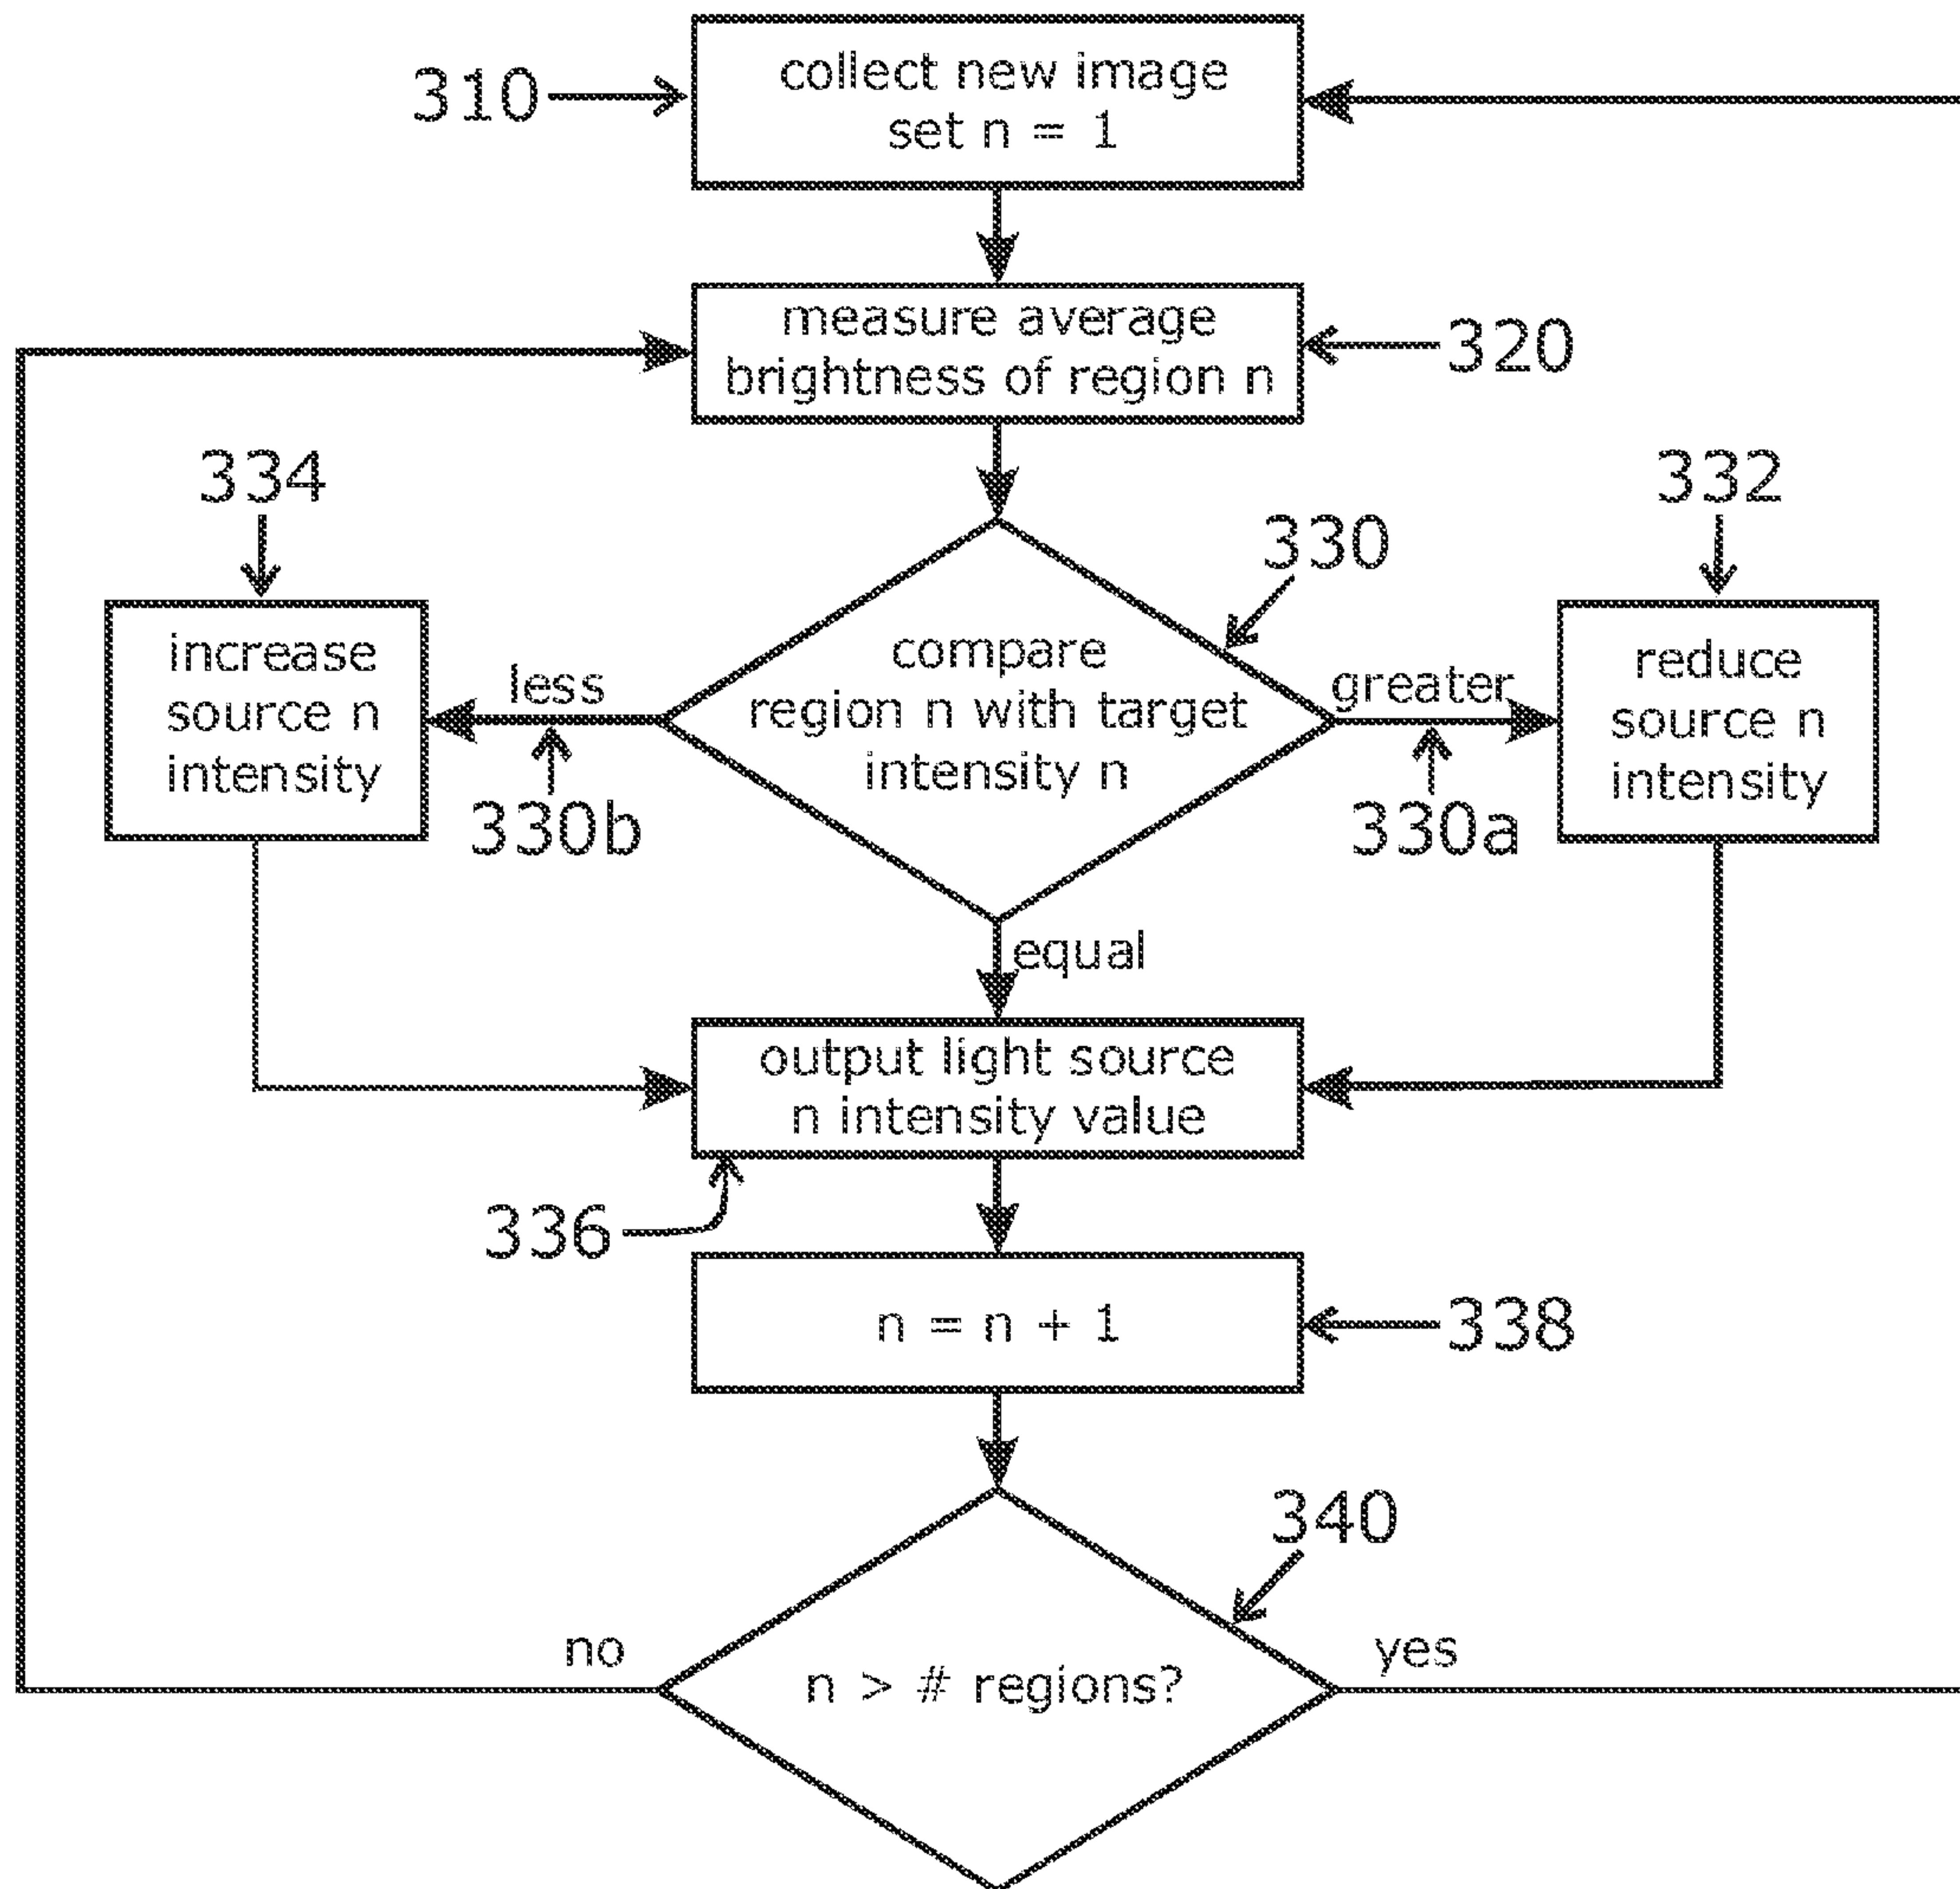 collect new image
set n = 1
310
measure average
brightness of region n
320
334
332
330
increase
source n
intensity
less
compare
region n with target
intensity n
greater
reduce
source n
intensity
330b
330a
equal
output light source
n intensity value
336
n = n + 1
338
340
no
n > # regions?
yes